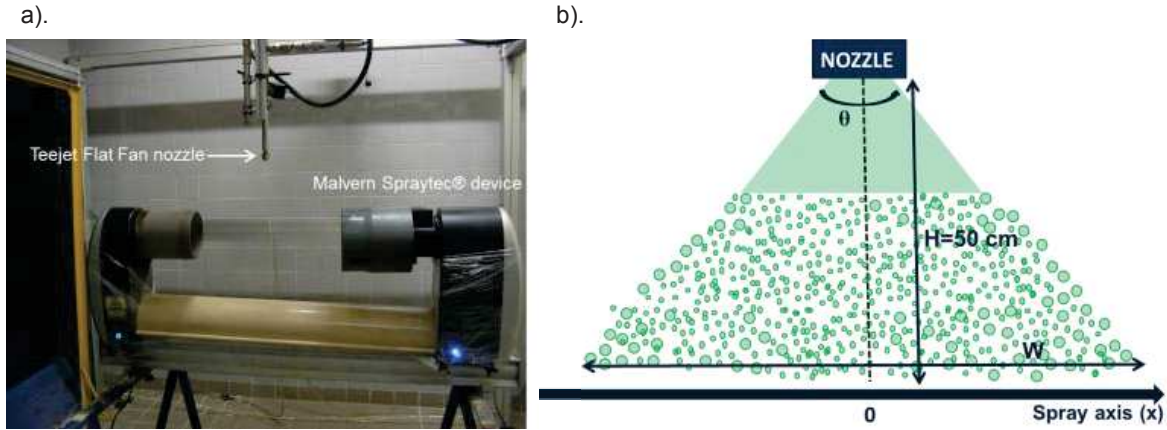 a).
b).
Teejet Flat Fan nozzle
Malvern Spraytec® device
NOZZLE
θ
H=50 cm
W
0
Spray axis (x)